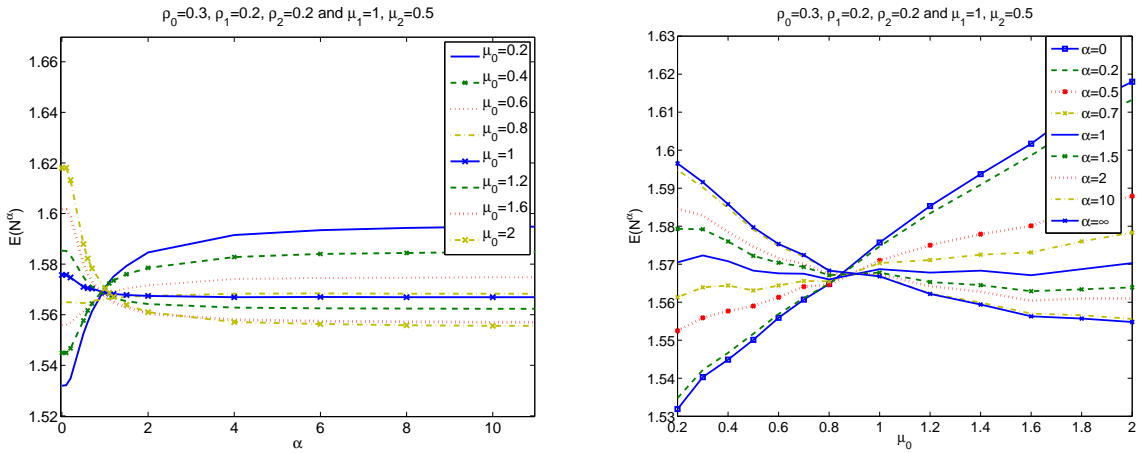 ρ₀=0.3, ρ₁=0.2, ρ₂=0.2 and μ₁=1, μ₂=0.5
1.66
1.64
1.62
1.6
1.58
1.56
1.54
1.52
E(N^α)
0
2
4
6
8
10
α
μ₀=0.2
μ₀=0.4
μ₀=0.6
μ₀=0.8
μ₀=1
μ₀=1.2
μ₀=1.6
μ₀=2
ρ₀=0.3, ρ₁=0.2, ρ₂=0.2 and μ₁=1, μ₂=0.5
1.63
1.62
1.61
1.6
1.59
1.58
1.57
1.56
1.55
1.54
1.53
E(N^α)
0.2
0.4
0.6
0.8
1
1.2
1.4
1.6
1.8
2
μ₀
α=0
α=0.2
α=0.5
α=0.7
α=1
α=1.5
α=2
α=10
α=∞